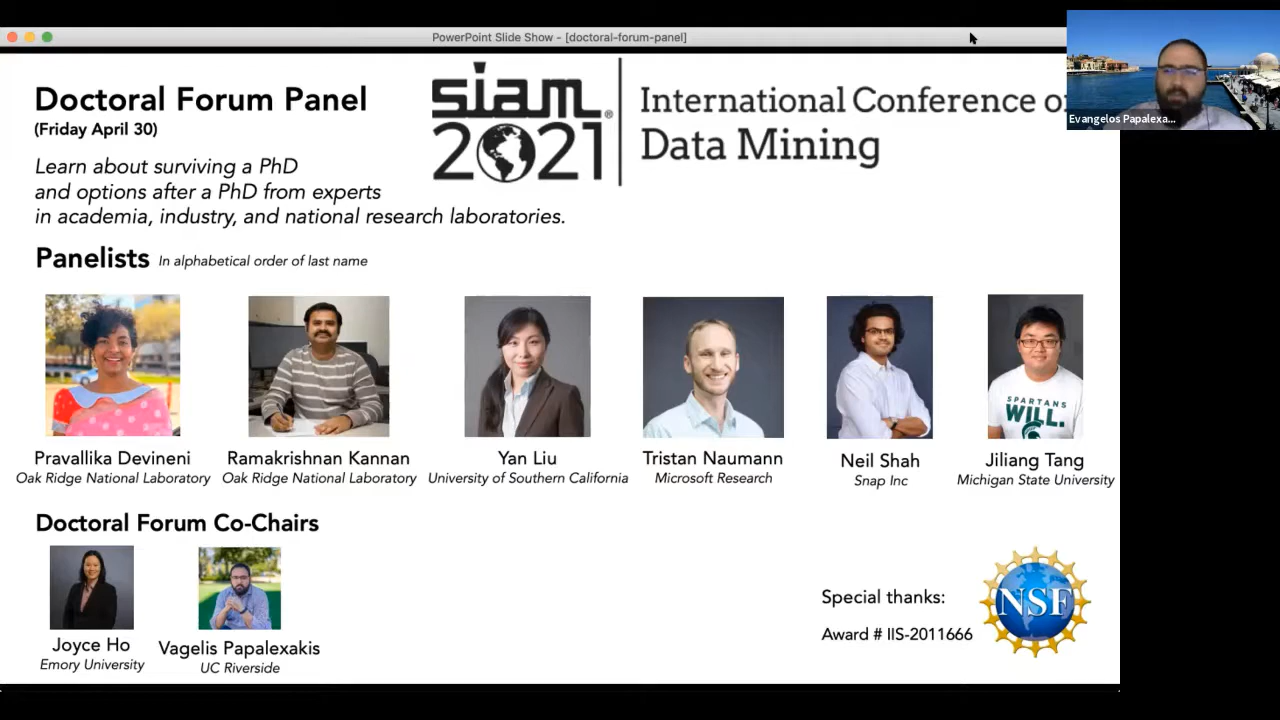 PowerPoint Slide Show - [doctoral-forum-panel]
Doctoral Forum Panel
(Friday April 30)
Learn about surviving a PhD
and options after a PhD from experts
in academia, industry, and national research laboratories.
siam®
2021
International Conference o
Data Mining
Evangelos Papalexa...
Panelists In alphabetical order of last name
SPARTANS
WILL.
Pravallika Devineni
Oak Ridge National Laboratory
Ramakrishnan Kannan
Oak Ridge National Laboratory
Yan Liu
University of Southern California
Tristan Naumann
Microsoft Research
Neil Shah
Snap Inc
Jiliang Tang
Michigan State University
Doctoral Forum Co-Chairs
Joyce Ho
Emory University
Vagelis Papalexakis
UC Riverside
Special thanks:
Award # IIS-2011666
NSF